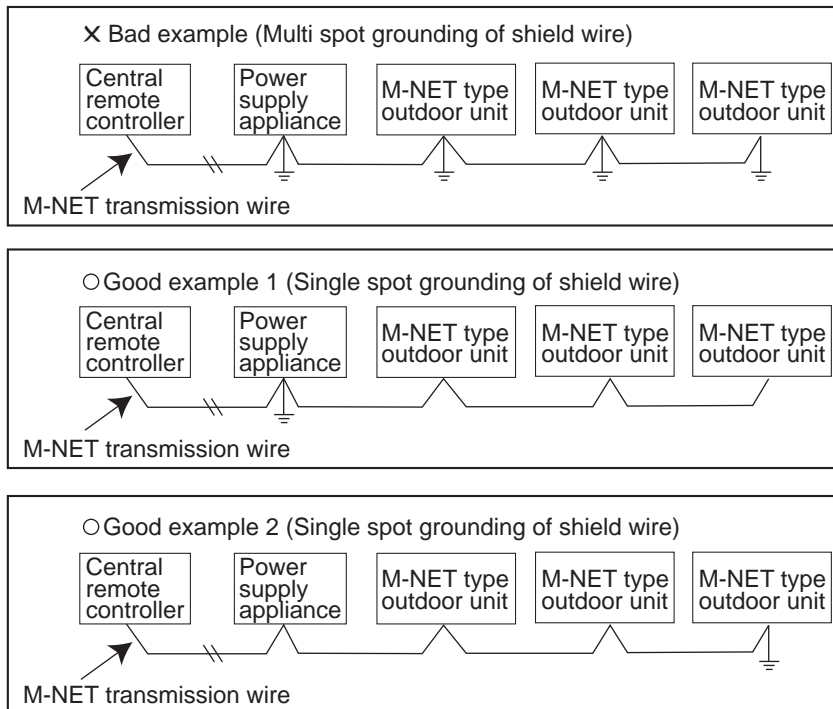 × Bad example (Multi spot grounding of shield wire)
Central
remote
controller
Power
supply
appliance
M-NET type
outdoor unit
M-NET type
outdoor unit
M-NET type
outdoor unit
M-NET transmission wire
○ Good example 1 (Single spot grounding of shield wire)
Central
remote
controller
Power
supply
appliance
M-NET type
outdoor unit
M-NET type
outdoor unit
M-NET type
outdoor unit
M-NET transmission wire
○ Good example 2 (Single spot grounding of shield wire)
Central
remote
controller
Power
supply
appliance
M-NET type
outdoor unit
M-NET type
outdoor unit
M-NET type
outdoor unit
M-NET transmission wire